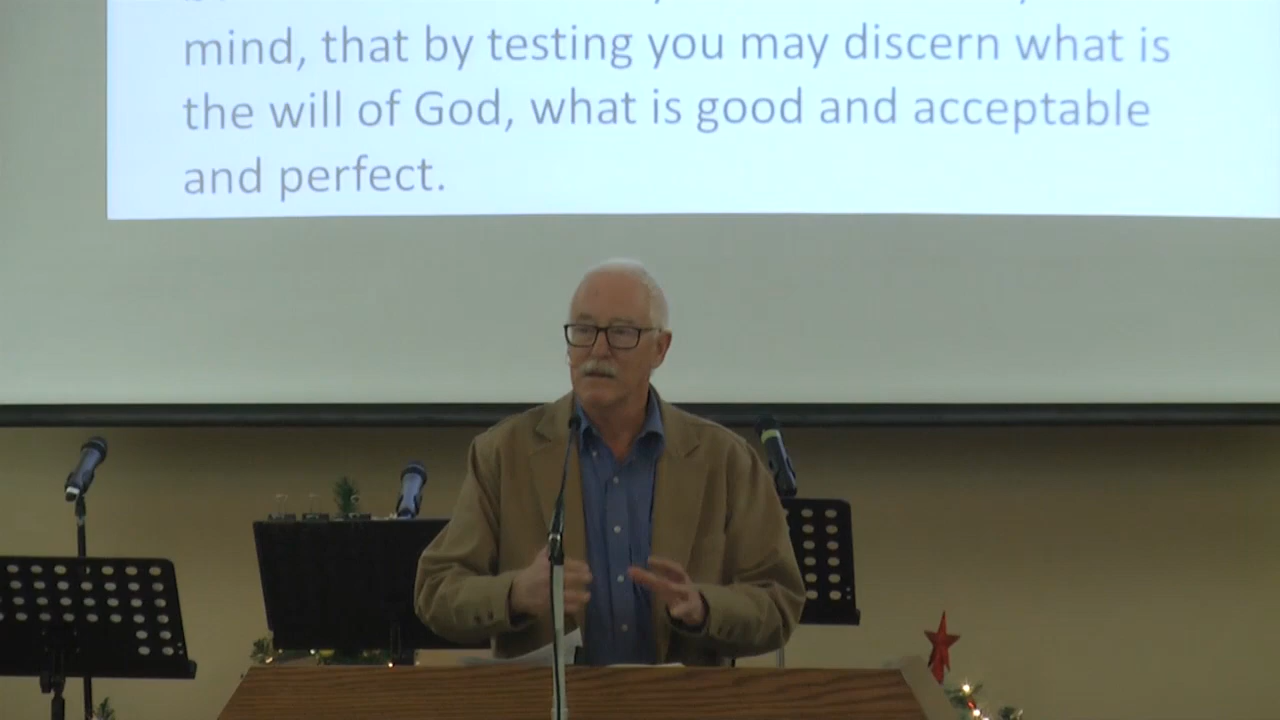 mind, that by testing you may discern what is
the will of God, what is good and acceptable
and perfect.